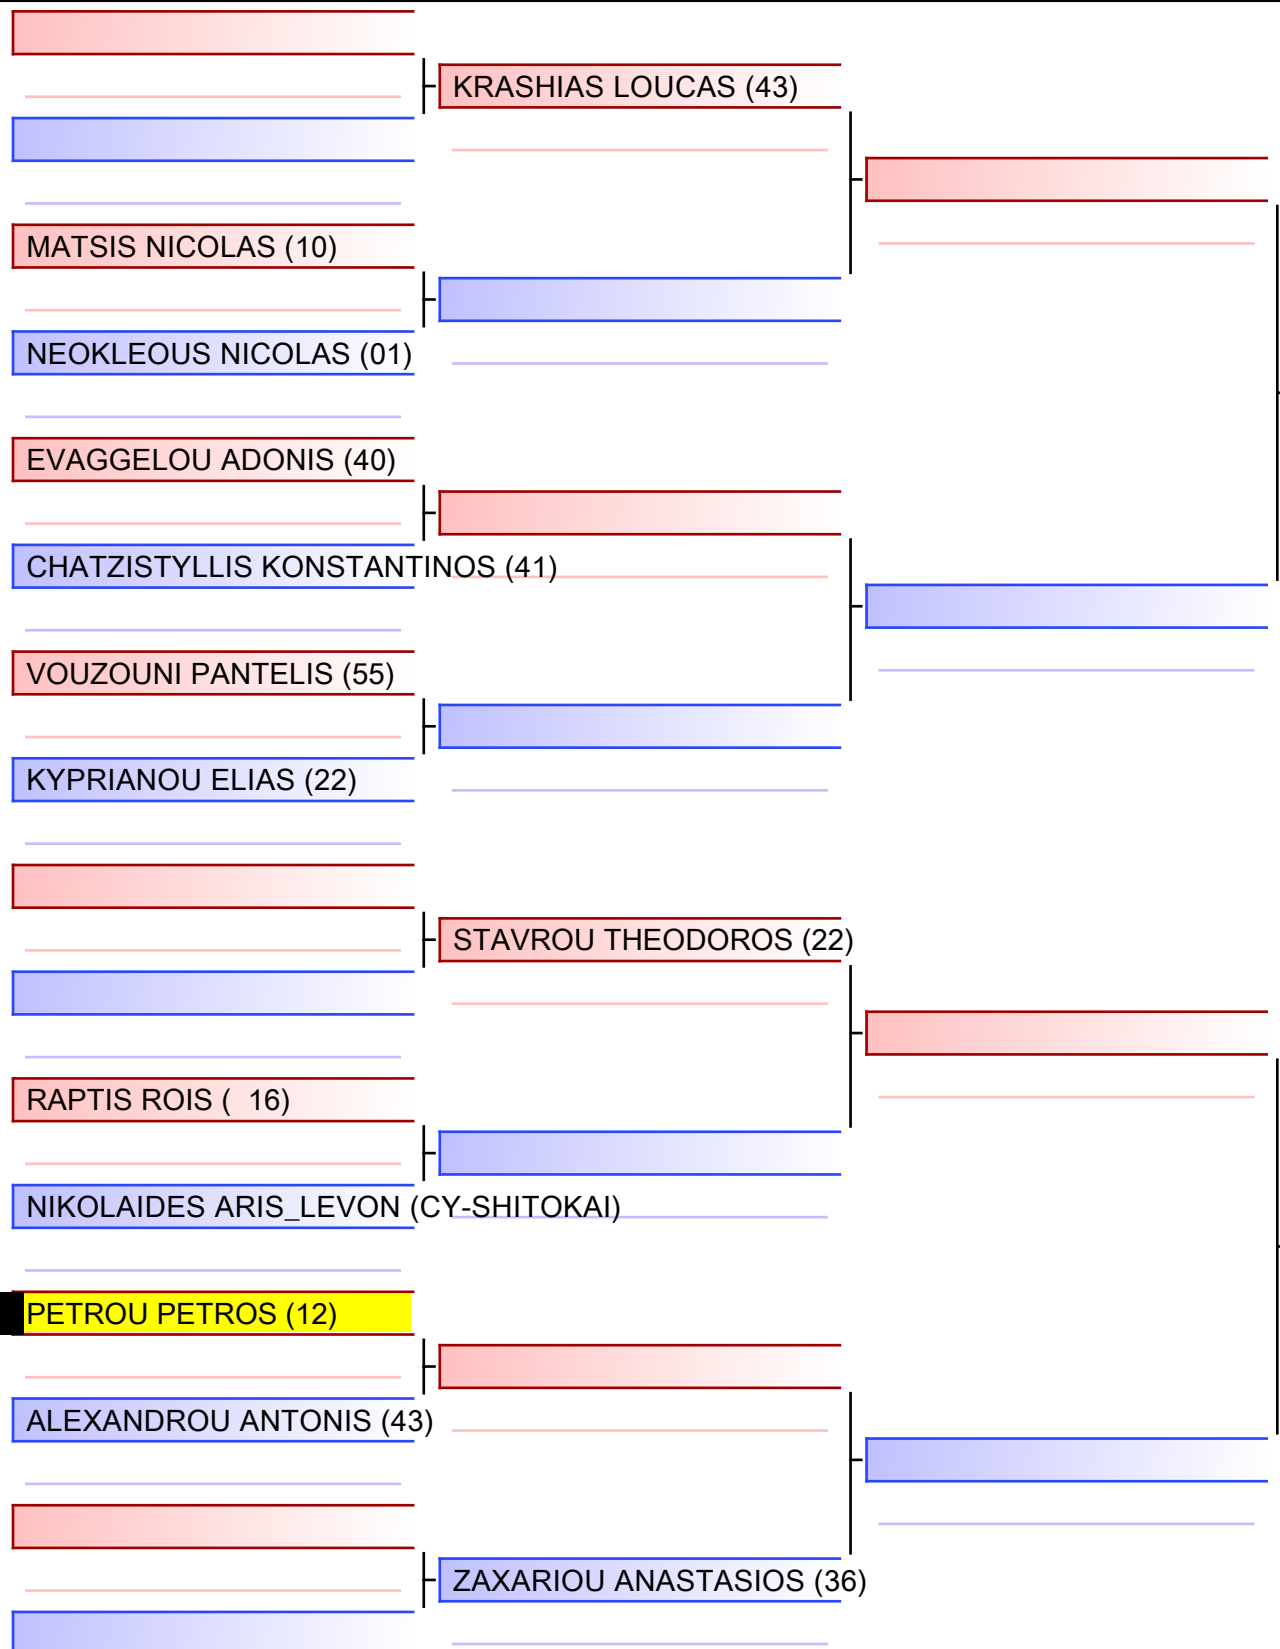 KRASHIAS LOUCAS (43)
MATSIS NICOLAS (10)
NEOKLEOUS NICOLAS (01)
EVAGGELOU ADONIS (40)
CHATZISTYLLIS KONSTANTINOS (41)
VOUZOUNI PANTELIS (55)
KYPRIANOU ELIAS (22)
STAVROU THEODOROS (22)
RAPTIS ROIS (  16)
NIKOLAIDES ARIS_LEVON (CY-SHITOKAI)
PETROU PETROS (12)
ALEXANDROU ANTONIS (43)
ZAXARIOU ANASTASIOS (36)